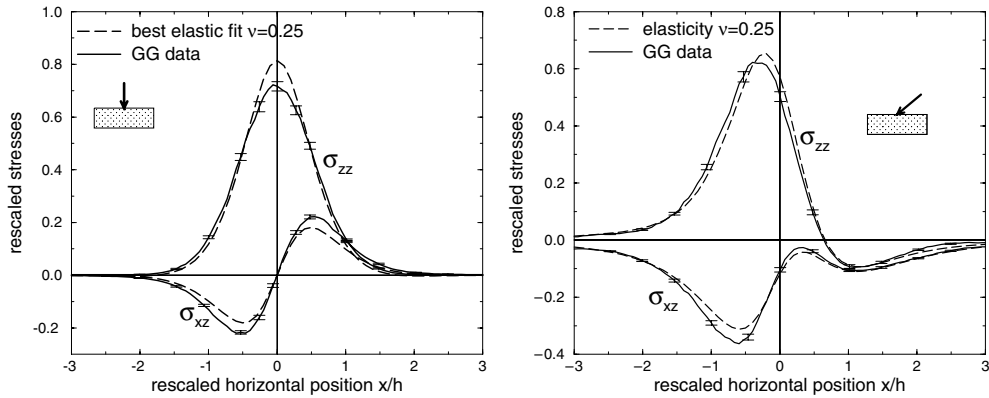 best elastic fit ν=0.25
GG data
rescaled stresses
1.0
0.8
0.6
0.4
0.2
0.0
-0.2
σzz
σxz
-3 -2 -1 0 1 2 3
rescaled horizontal position x/h
elasticity ν=0.25
GG data
rescaled stresses
0.8
0.6
0.4
0.2
0.0
−0.2
−0.4
σzz
σxz
−3 −2 −1 0 1 2 3
rescaled horizontal position x/h